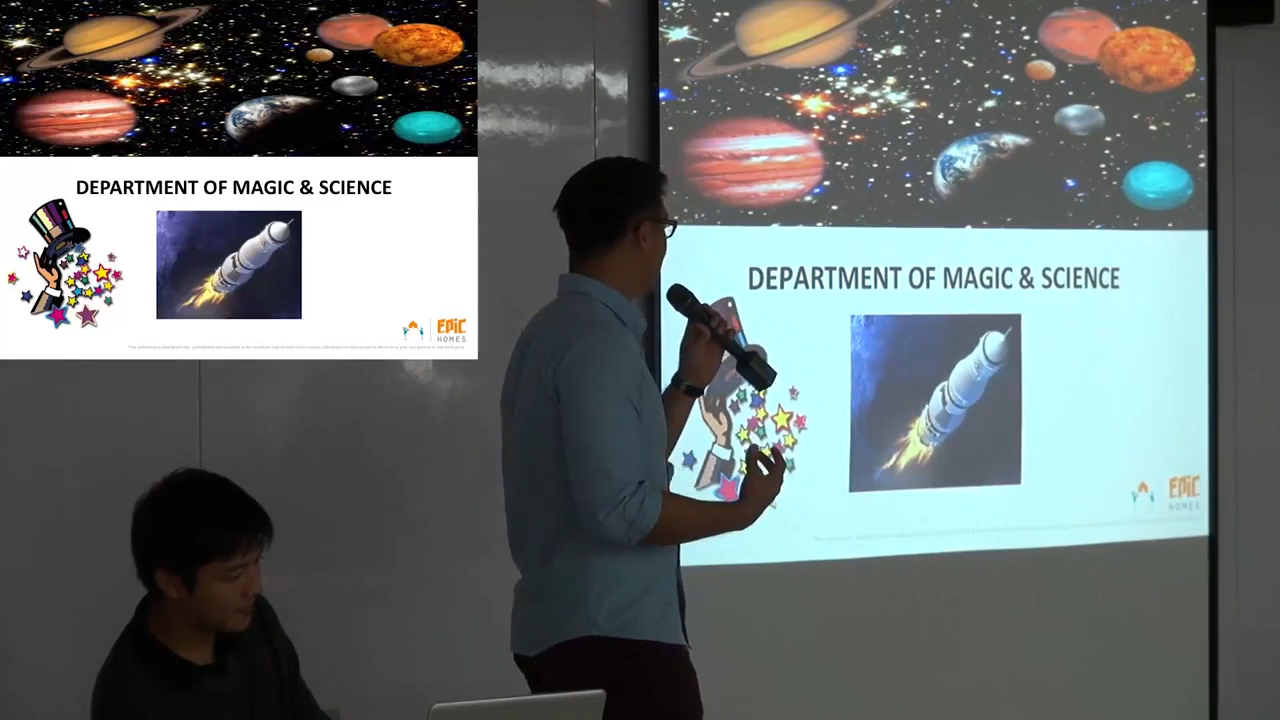 DEPARTMENT OF MAGIC & SCIENCE
EPIC
HOMES
DEPARTMENT OF MAGIC & SCIENCE
EPIC
HOMES